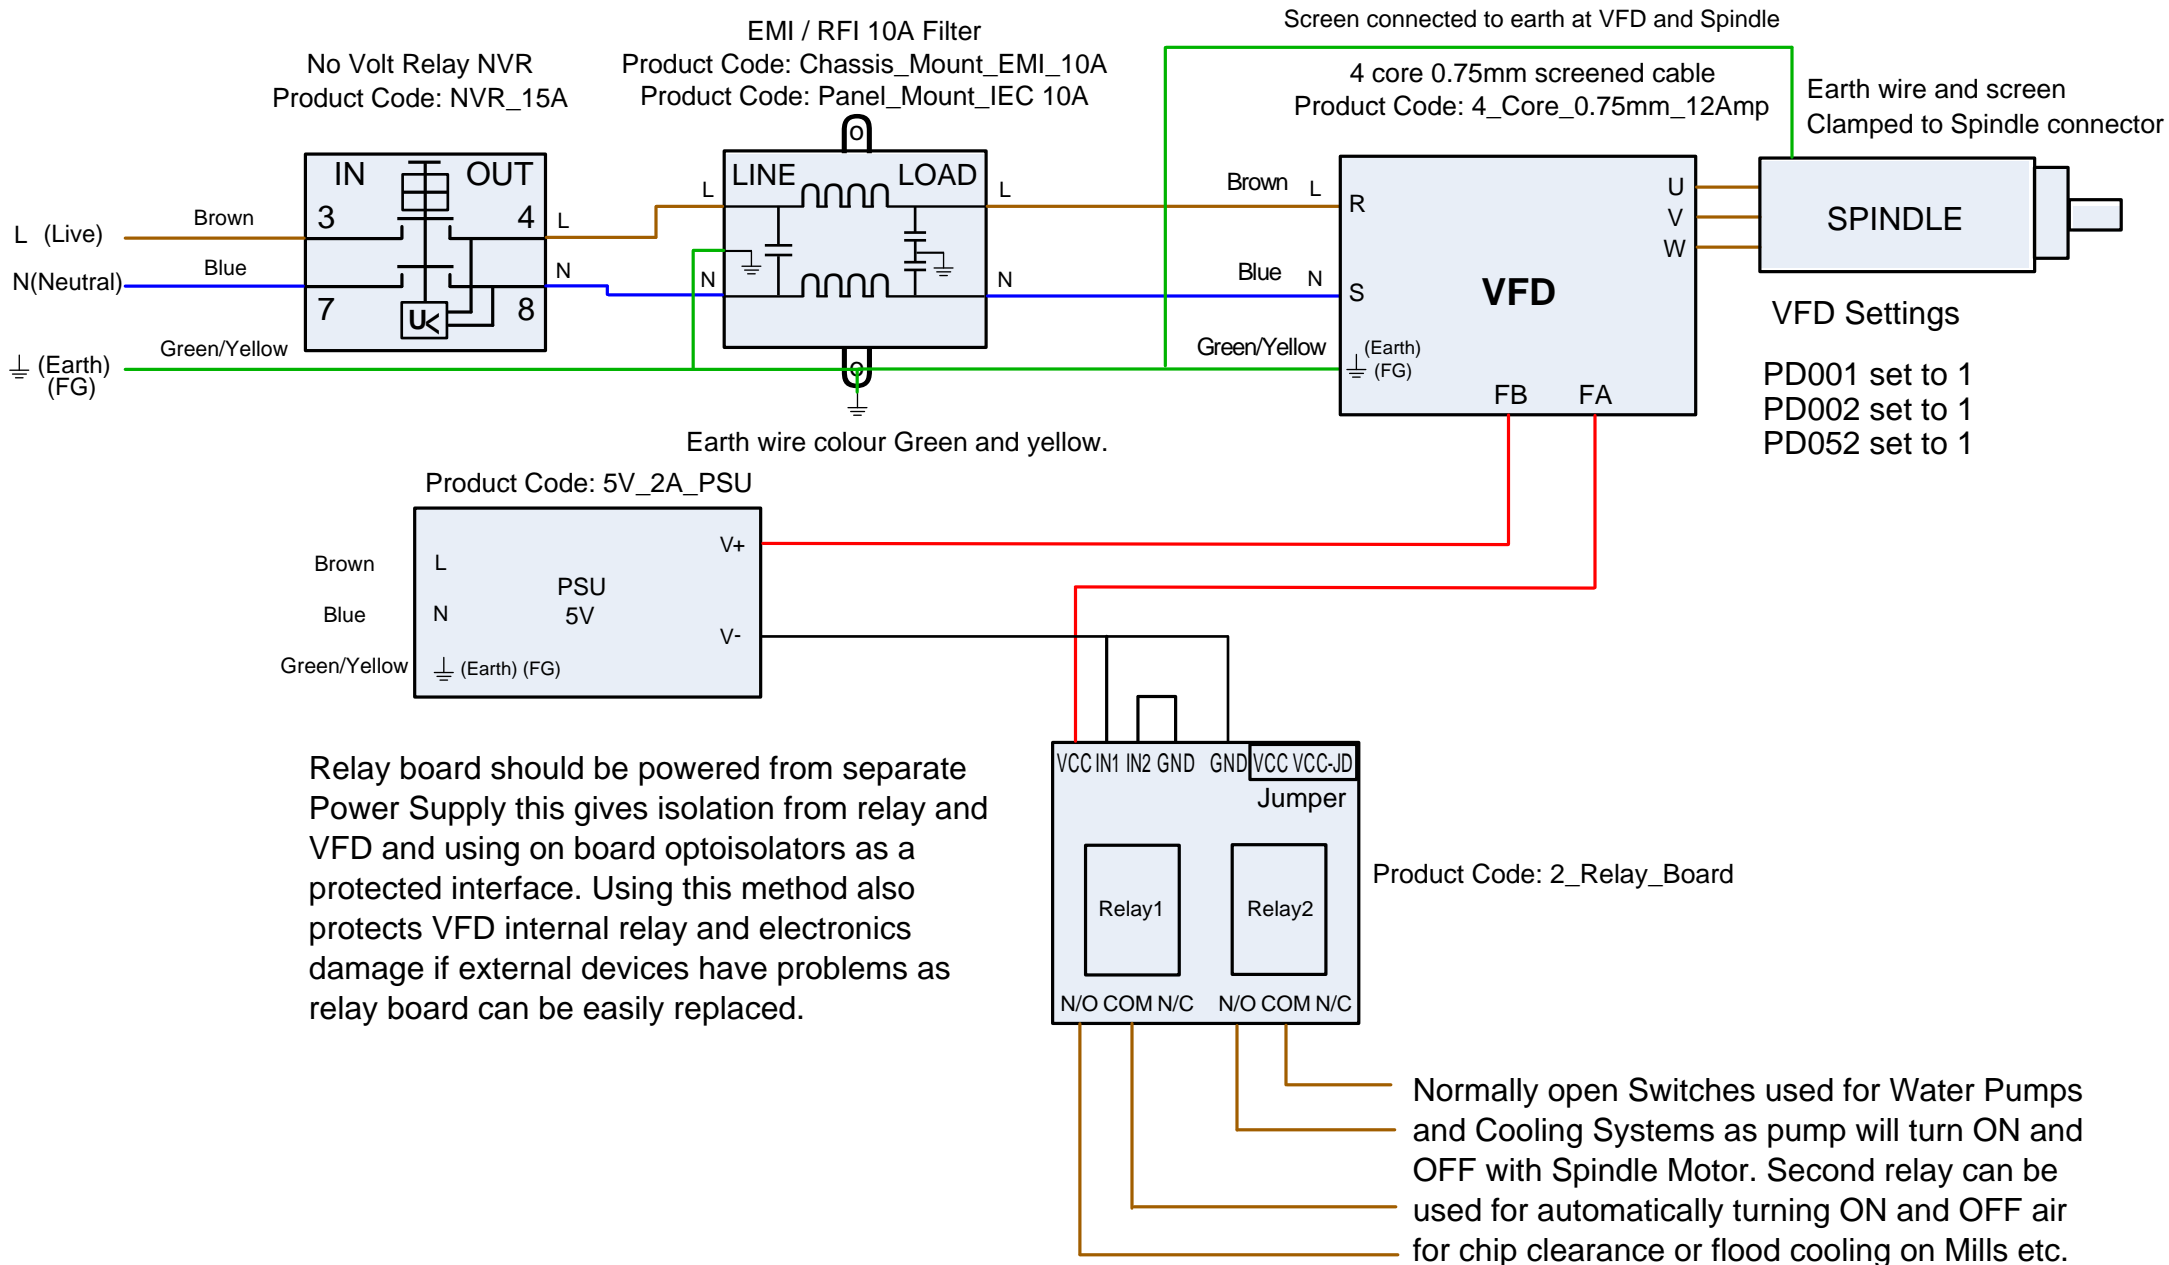 Screen connected to earth at VFD and Spindle
EMI / RFI 10A Filter
No Volt Relay NVR
Product Code: Chassis_Mount_EMI_10A
4 core 0.75mm screened cable
Product Code: NVR_15A
Product Code: Panel_Mount_IEC 10A
Product Code: 4_Core_0.75mm_12Amp
Earth wire and screen
Clamped to Spindle connector
o
IN OUT
3 4
7 8
U<
L (Live)
Brown
L
N(Neutral)
Blue
N
(Earth)
(FG)
Green/Yellow
LINE LOAD
L
L
N
N
o
Brown L
Blue N
Green/Yellow
R
S
VFD
(Earth)
(FG)
U
V
W
FB FA
SPINDLE
VFD Settings
PD001 set to 1
PD002 set to 1
PD052 set to 1
Earth wire colour Green and yellow.
Product Code: 5V_2A_PSU
Brown
Blue
Green/Yellow
L
N
(Earth) (FG)
PSU
5V
V+
V-
Relay board should be powered from separate
Power Supply this gives isolation from relay and
VFD and using on board optoisolators as a
protected interface. Using this method also
protects VFD internal relay and electronics
damage if external devices have problems as
relay board can be easily replaced.
VCC IN1 IN2 GND GND VCC VCC-JD
Jumper
Relay1 Relay2
N/O COM N/C N/O COM N/C
Product Code: 2_Relay_Board
Normally open Switches used for Water Pumps
and Cooling Systems as pump will turn ON and
OFF with Spindle Motor. Second relay can be
used for automatically turning ON and OFF air
for chip clearance or flood cooling on Mills etc.